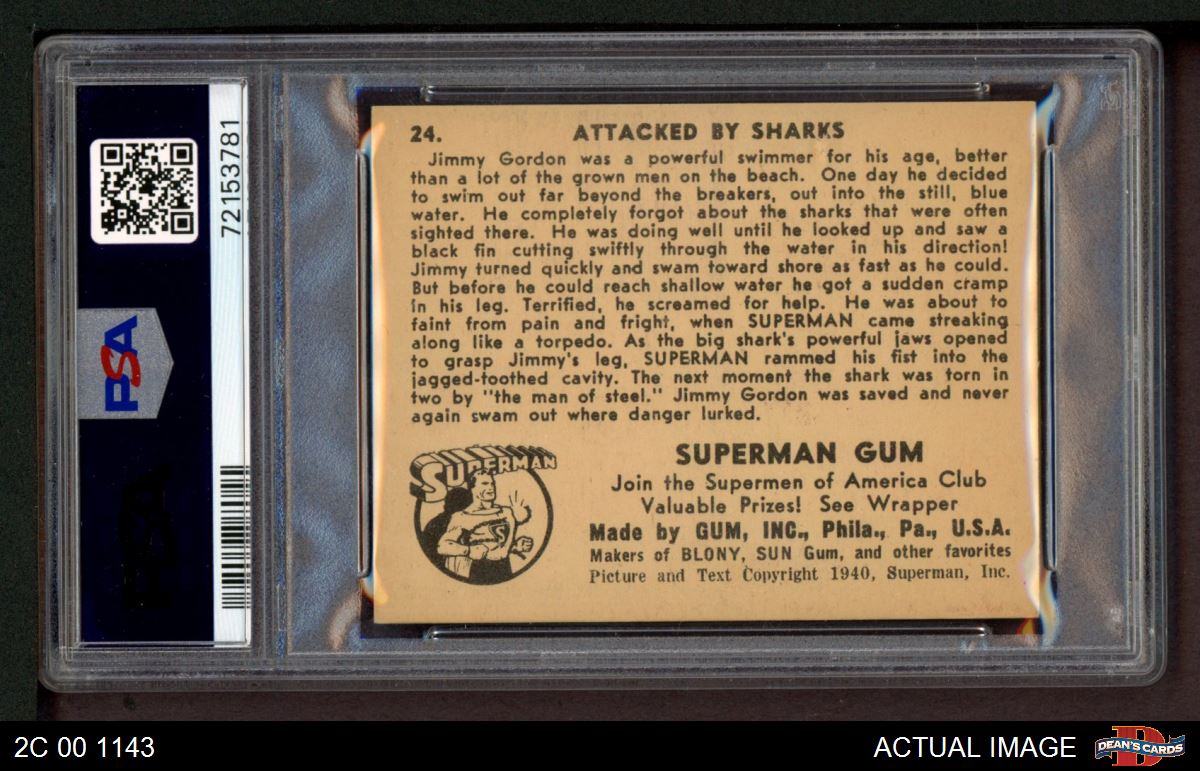 PSA
72153781
24. ATTACKED BY SHARKS
Jimmy Gordon was a powerful swimmer for his age, better
than a lot of the grown men on the beach. One day he decided
to swim out far beyond the breakers, out into the still, blue
water. He completely forgot about the sharks that were often
sighted there. He was doing well until he looked up and saw a
black fin cutting swiftly through the water in his direction!
Jimmy turned quickly and swam toward shore as fast as he could.
But before he could reach shallow water he got a sudden cramp
in his leg. Terrified, he screamed for help. He was about to
faint from pain and fright, when SUPERMAN came streaking
along like a torpedo. As the big shark's powerful jaws opened
to grasp Jimmy's leg, SUPERMAN rammed his fist into the
jagged-toothed cavity. The next moment the shark was torn in
two by "the man of steel." Jimmy Gordon was saved and never
again swam out where danger lurked.
SUPERMAN
S
SUPERMAN GUM
Join the Supermen of America Club
Valuable Prizes! See Wrapper
Made by GUM, INC., Phila., Pa., U.S.A.
Makers of BLONY, SUN Gum, and other favorites
Picture and Text Copyright 1940, Superman, Inc.
2C 00 1143
ACTUAL IMAGE
D
DEAN'S CARDS